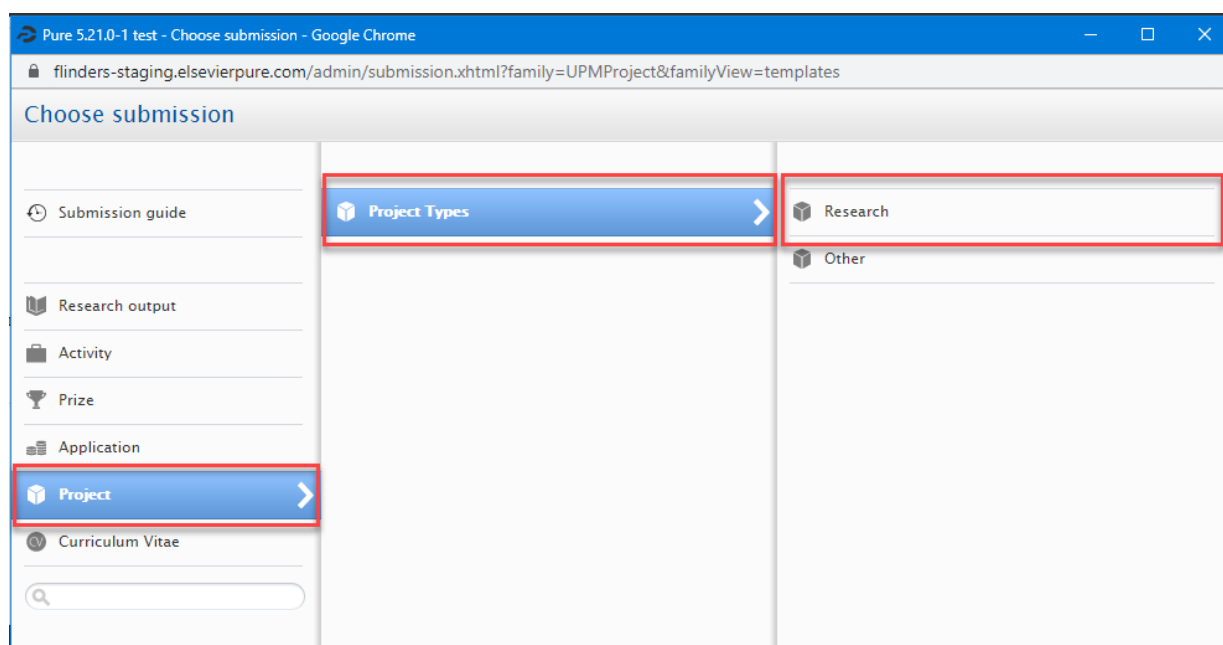 Pure 5.21.0-1 test - Choose submission - Google Chrome
flinders-staging.elsevierpure.com/admin/submission.xhtml?family=UPMProject&familyView=templates
Choose submission
Submission guide
Research output
Activity
Prize
Application
Project
CV Curriculum Vitae
Project Types
Research
Other